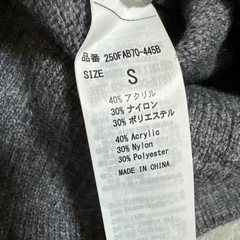 品番 250FAB70-445B
SIZE S
40% アクリル
30% ナイロン
30% ポリエステル
40% Acrylic
30% Nylon
30% Polyester
MADE IN CHINA